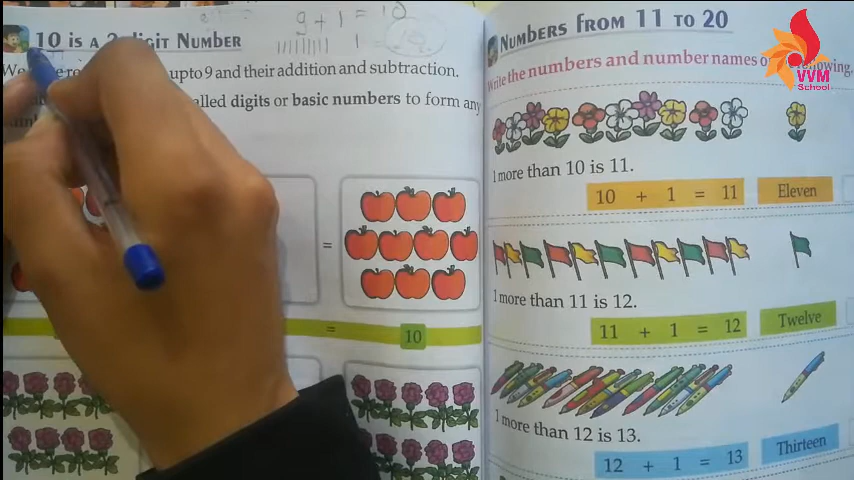 9 + 1 = 10
10 IS A 2 DIGIT NUMBER
upto 9 and their addition and subtraction.
called digits or basic numbers to form any
=
=
10
NUMBERS FROM 11 TO 20
Write the numbers and number names of following.
1 more than 10 is 11.
10 + 1 = 11 Eleven
1 more than 11 is 12.
11 + 1 = 12 Twelve
1 more than 12 is 13.
12 + 1 = 13 Thirteen
VVM
School